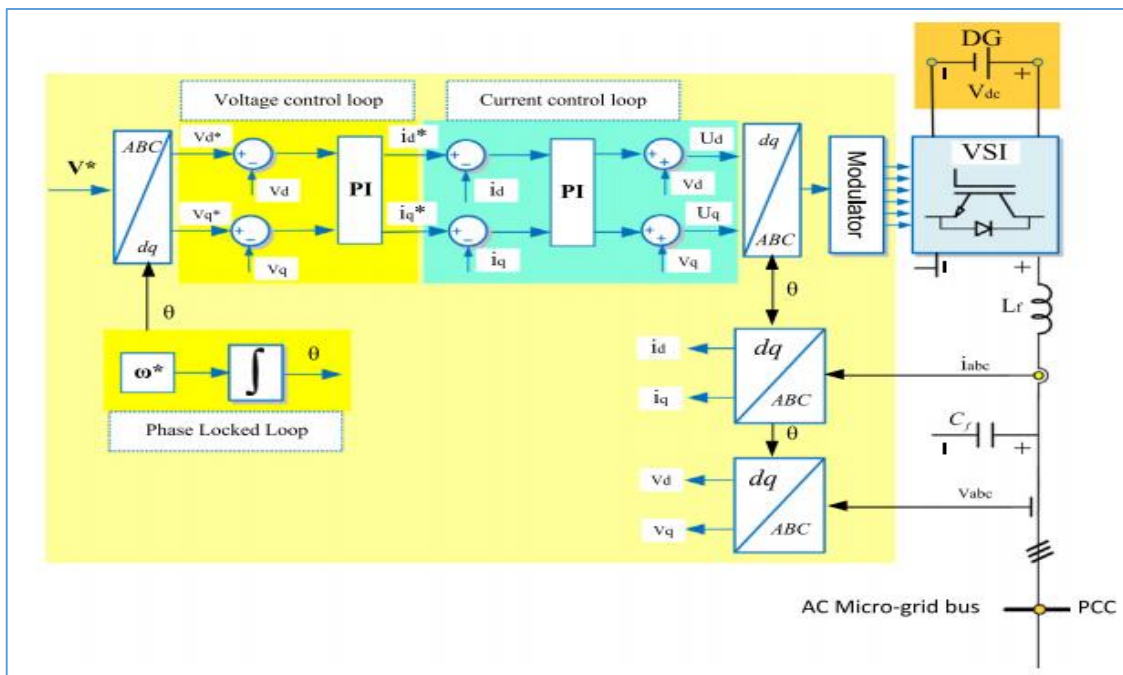 DG
Vdc
Voltage control loop
Current control loop
V*
ABC
dq
Vd*
Vd
Vq*
Vq
PI
id*
id
iq*
iq
PI
Ud
Vd
Uq
Vq
dq
ABC
Modulator
VSI
θ
ω*
∫
θ
Phase Locked Loop
θ
Lf
id
iq
dq
ABC
iabc
θ
Cf
Vd
Vq
dq
ABC
Vabc
AC Micro-grid bus
PCC